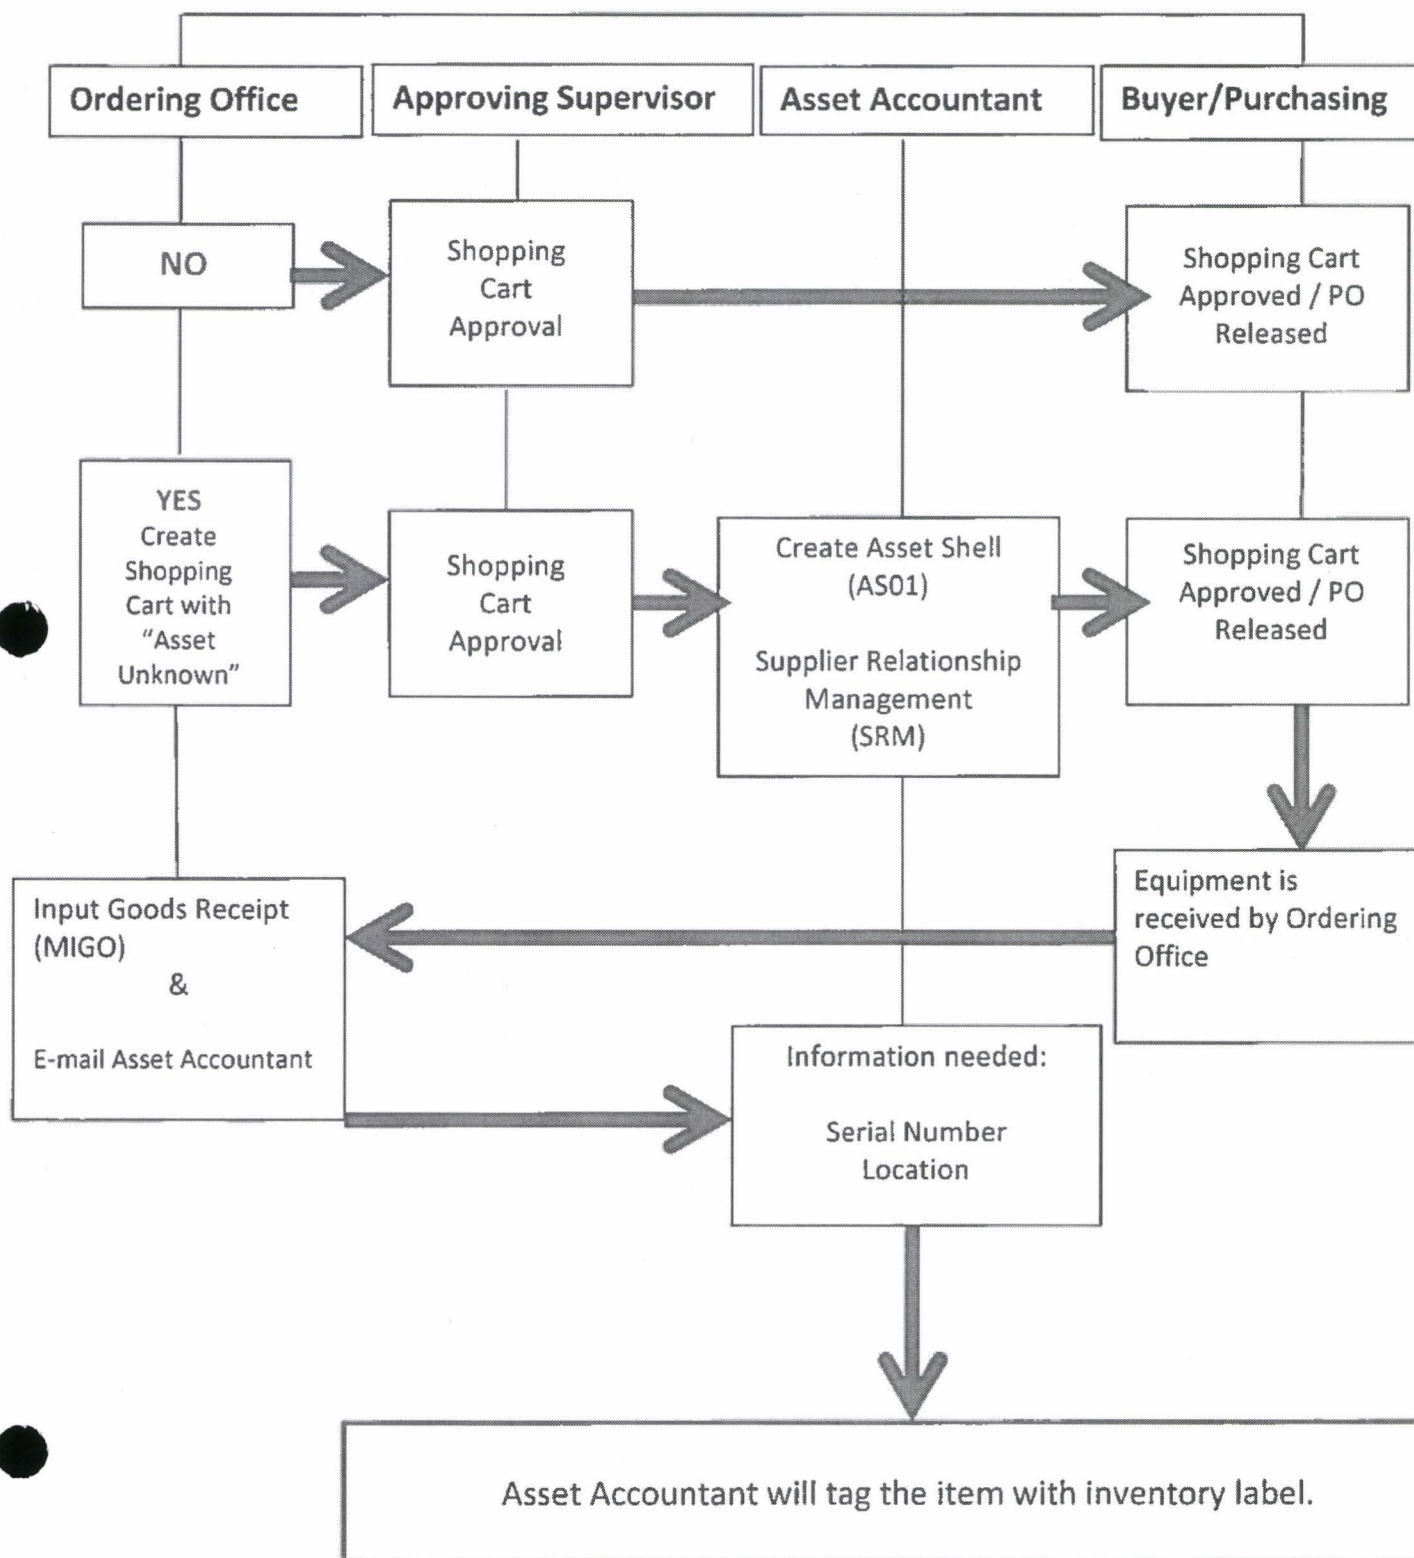 Ordering Office
Approving Supervisor
Asset Accountant
Buyer/Purchasing
NO
Shopping
Cart
Approval
Shopping Cart
Approved / PO
Released
YES
Create
Shopping
Cart with
“Asset
Unknown”
Shopping
Cart
Approval
Create Asset Shell
(AS01)
Supplier Relationship
Management
(SRM)
Shopping Cart
Approved / PO
Released
Input Goods Receipt
(MIGO)
&
E-mail Asset Accountant
Equipment is
received by Ordering
Office
Information needed:
Serial Number
Location
Asset Accountant will tag the item with inventory label.